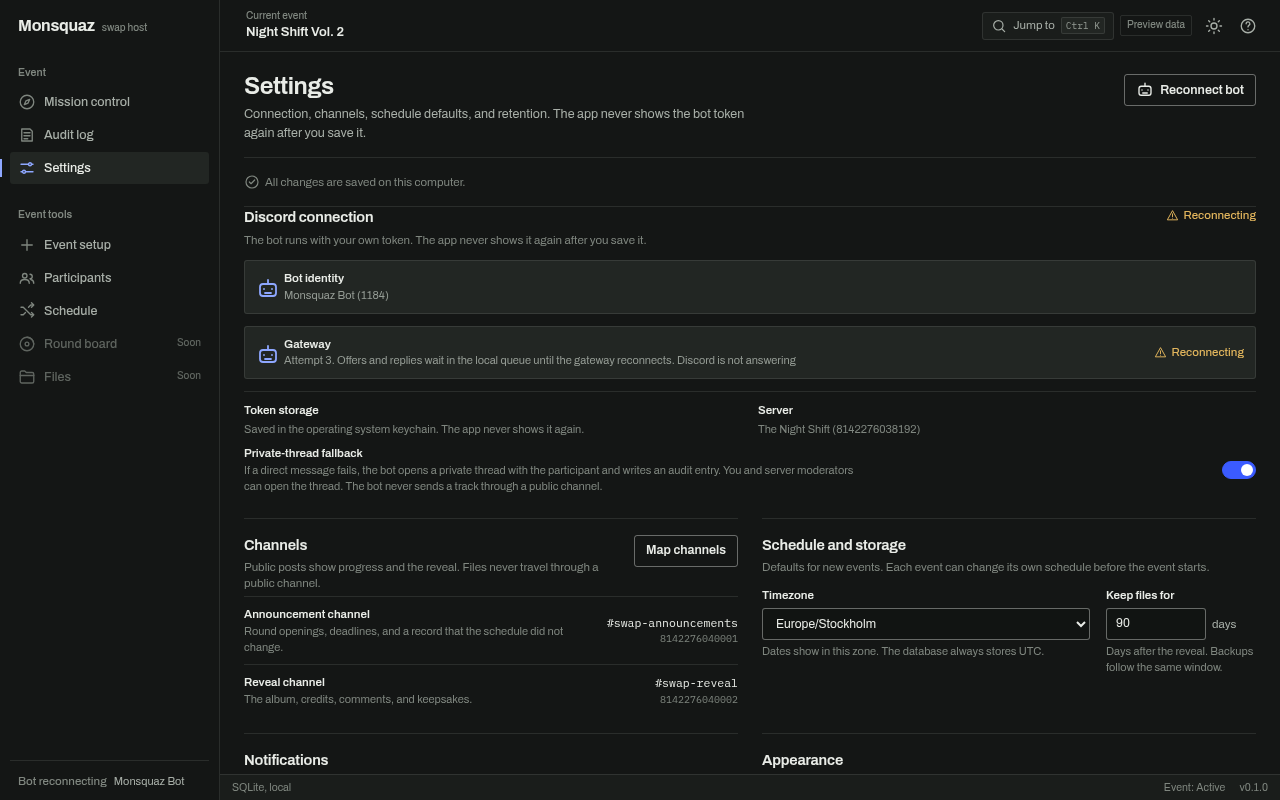 Monsquaz swap host
Event
Mission control
Audit log
Settings
Event tools
Event setup
Participants
Schedule
Round board Soon
Files Soon
Bot reconnecting Monsquaz Bot
Current event
Night Shift Vol. 2
Jump to Ctrl K
Preview data
Settings
Connection, channels, schedule defaults, and retention. The app never shows the bot token
again after you save it.
Reconnect bot
All changes are saved on this computer.
Discord connection
Reconnecting
The bot runs with your own token. The app never shows it again after you save it.
Bot identity
Monsquaz Bot (1184)
Gateway
Attempt 3. Offers and replies wait in the local queue until the gateway reconnects. Discord is not answering
Reconnecting
Token storage
Saved in the operating system keychain. The app never shows it again.
Server
The Night Shift (8142276038192)
Private-thread fallback
If a direct message fails, the bot opens a private thread with the participant and writes an audit entry. You and server moderators
can open the thread. The bot never sends a track through a public channel.
Channels
Public posts show progress and the reveal. Files never travel through a
public channel.
Map channels
Announcement channel
Round openings, deadlines, and a record that the schedule did not
change.
#swap-announcements
8142276040001
Reveal channel
The album, credits, comments, and keepsakes.
#swap-reveal
8142276040002
Schedule and storage
Defaults for new events. Each event can change its own schedule before the event starts.
Timezone
Europe/Stockholm
Dates show in this zone. The database always stores UTC.
Keep files for
90 days
Days after the reveal. Backups
follow the same window.
Notifications
Appearance
SQLite, local
Event: Active v0.1.0